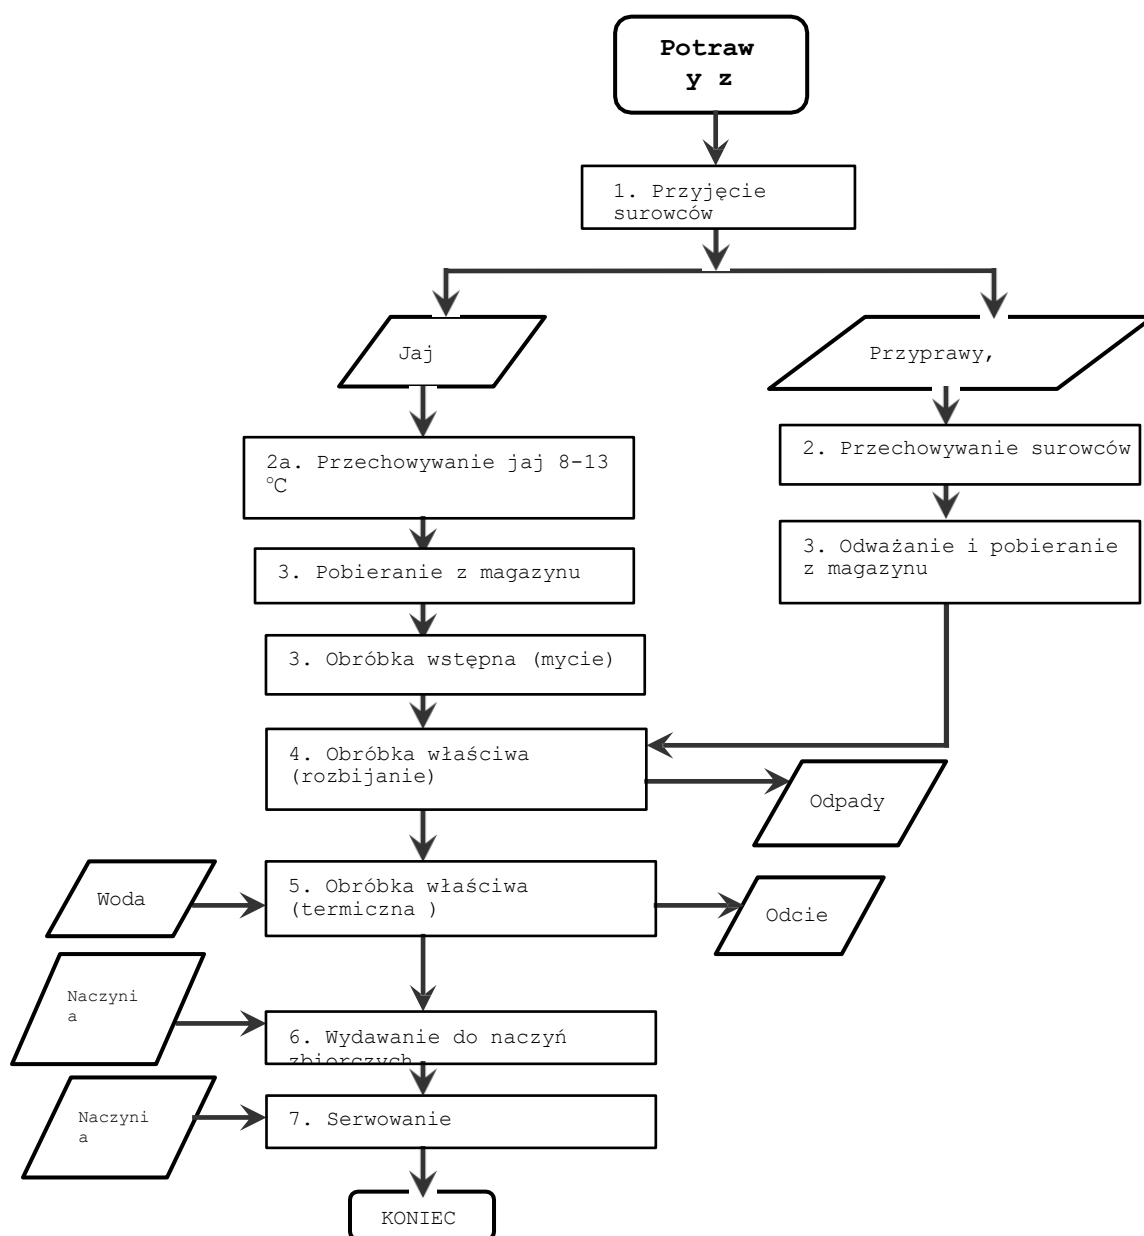 Potraw
y z
1. Przyjęcie
surowców
Jaj
Przyprawy,
2a. Przechowywanie jaj 8-13
°C
2. Przechowywanie surowców
3. Pobieranie z magazynu
3. Odważanie i pobieranie
z magazynu
3. Obróbka wstępna (mycie)
4. Obróbka właściwa
(rozbijanie)
Odpady
Woda
5. Obróbka właściwa
(termiczna )
Odcie
Naczyni
a
6. Wydawanie do naczyń
zbiorczych
Naczyni
a
7. Serwowanie
KONIEC